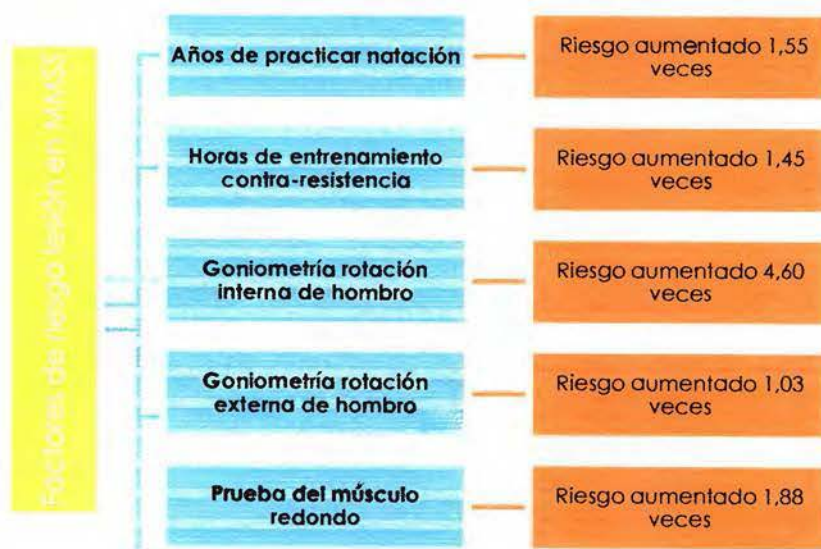 Factores de riesgo lesión en MMSS
Años de practicar natación
Riesgo aumentado 1,55
veces
Horas de entrenamiento
contra-resistencia
Riesgo aumentado 1,45
veces
Goniometría rotación
interna de hombro
Riesgo aumentado 4,60
veces
Goniometría rotación
externa de hombro
Riesgo aumentado 1,03
veces
Prueba del músculo
redondo
Riesgo aumentado 1,88
veces